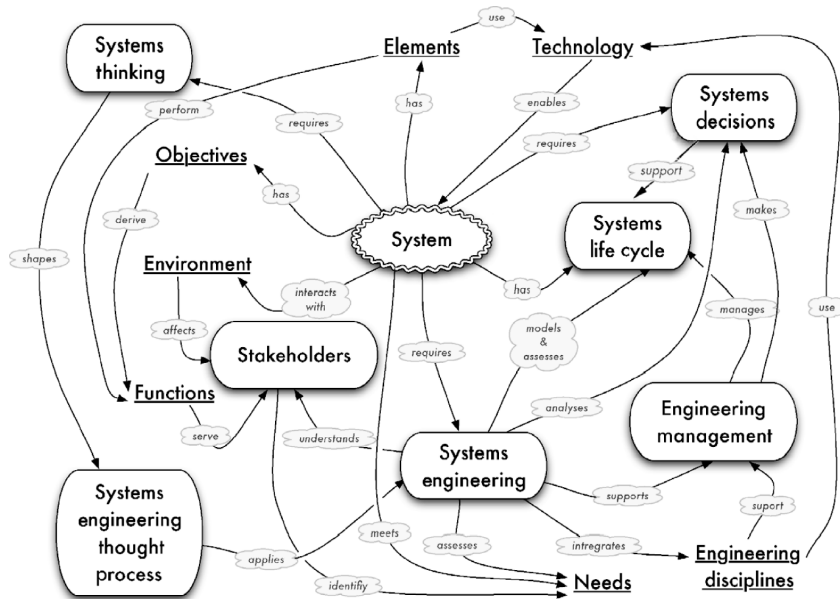 Systems
thinking
Elements
use
Technology
perform
has
enables
requires
requires
Systems
decisions
Objectives
has
support
derive
System
Systems
life cycle
makes
shapes
Environment
interacts
with
has
affects
models
&
assesses
manages
use
Stakeholders
requires
Functions
analyses
Engineering
management
serve
understands
Systems
engineering
Systems
engineering
thought
process
supports
suport
applies
meets
assesses
intregrates
Engineering
disciplines
identifiy
Needs